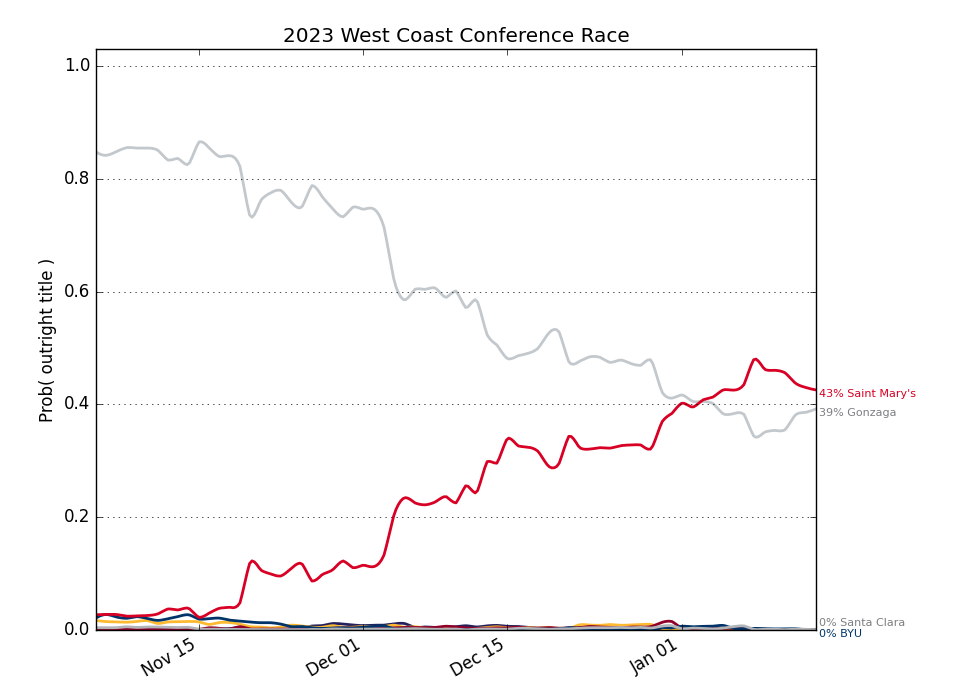 2023 West Coast Conference Race
Prob( outright title )
1.0
0.8
0.6
0.4
0.2
0.0
Nov 15
Dec 01
Dec 15
Jan 01
43% Saint Mary's
39% Gonzaga
0% Santa Clara
0% BYU